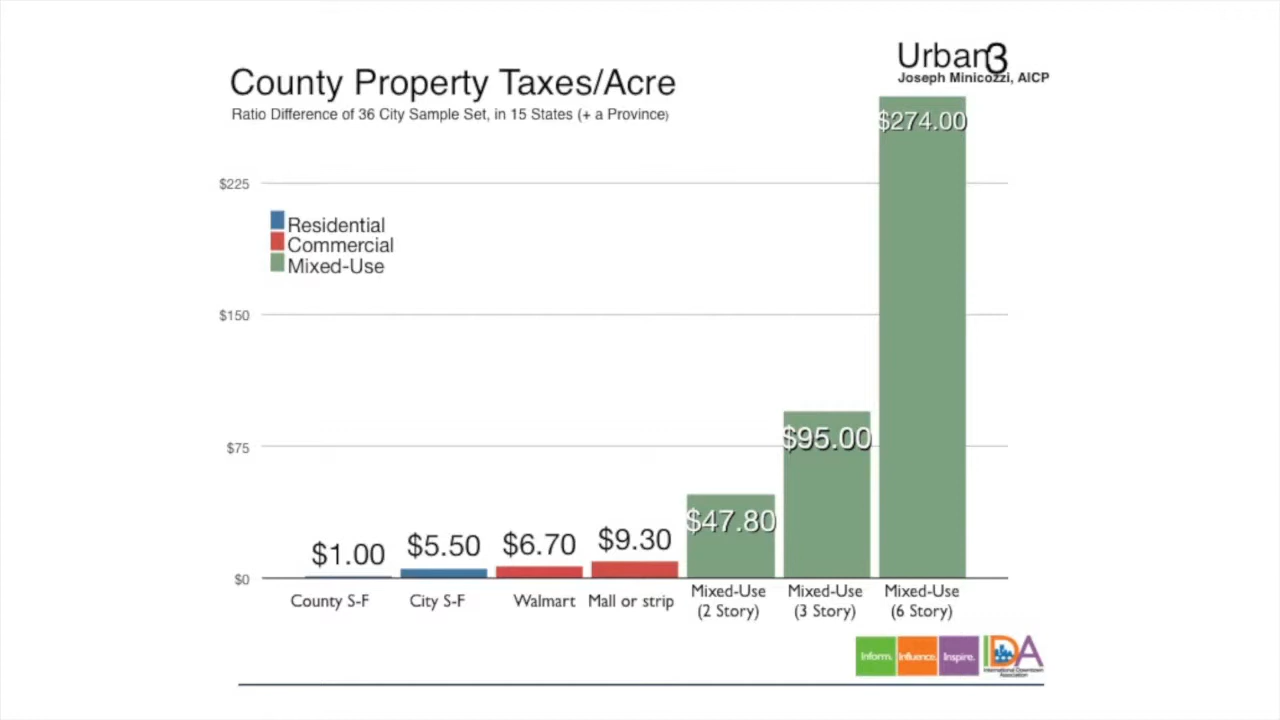 Urban3
Joseph Minicozzi, AICP
County Property Taxes/Acre
Ratio Difference of 36 City Sample Set, in 15 States (+ a Province)
$274.00
$225
Residential
Commercial
Mixed-Use
$150
$95.00
$75
$47.80
$9.30
$6.70
$5.50
$1.00
$0
County S-F
City S-F
Walmart
Mall or strip
Mixed-Use
(2 Story)
Mixed-Use
(3 Story)
Mixed-Use
(6 Story)
Inform.
Influence.
Inspire.
IDA
International Downtown
Association